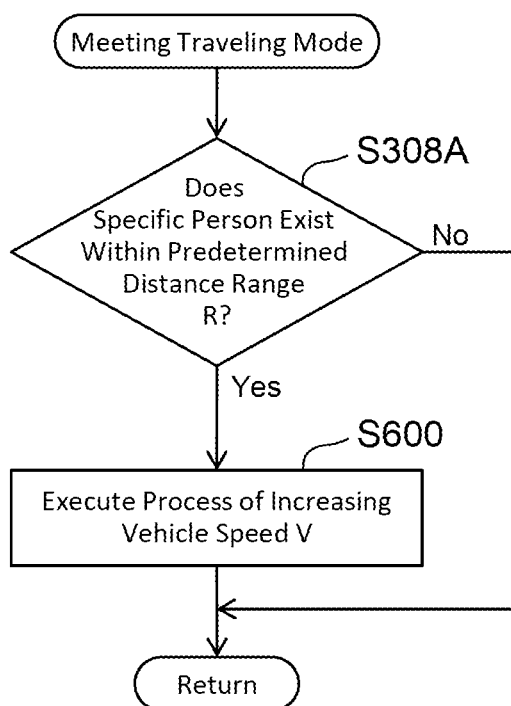 Meeting Traveling Mode
S308A
Does
Specific Person Exist
Within Predetermined
Distance Range
R?
No
Yes
S600
Execute Process of Increasing
Vehicle Speed V
Return